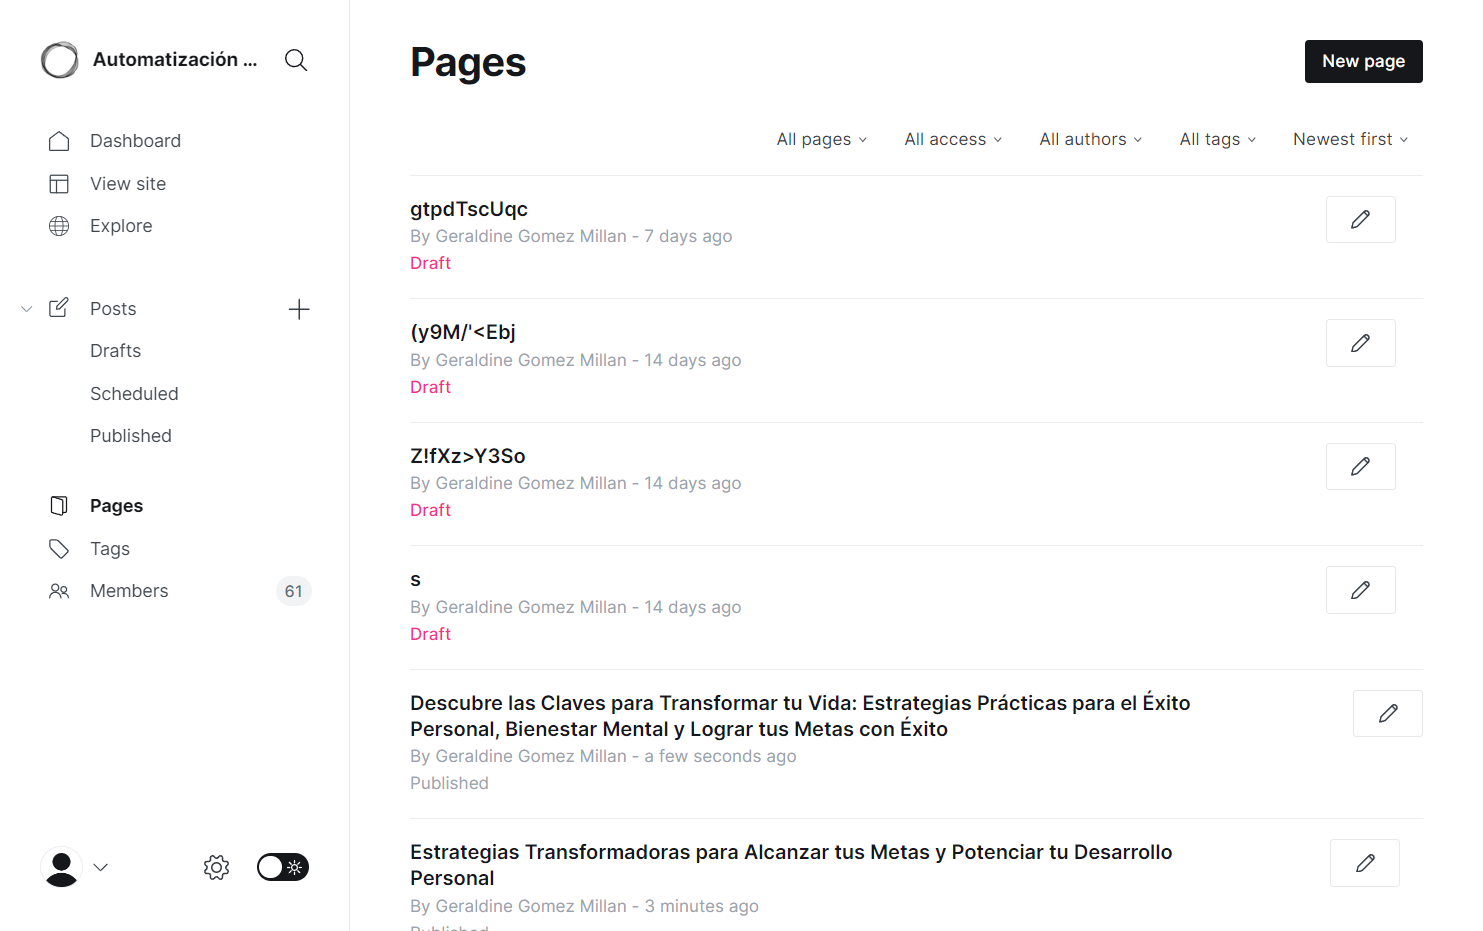 Automatización ...
Dashboard
View site
Explore
Posts
Drafts
Scheduled
Published
Pages
Tags
Members
61
Pages
New page
All pages
All access
All authors
All tags
Newest first
gtpdTscUqc
By Geraldine Gomez Millan - 7 days ago
Draft
(y9M/'<Ebj
By Geraldine Gomez Millan - 14 days ago
Draft
Z!fXz>Y3So
By Geraldine Gomez Millan - 14 days ago
Draft
s
By Geraldine Gomez Millan - 14 days ago
Draft
Descubre las Claves para Transformar tu Vida: Estrategias Prácticas para el Éxito
Personal, Bienestar Mental y Lograr tus Metas con Éxito
By Geraldine Gomez Millan - a few seconds ago
Published
Estrategias Transformadoras para Alcanzar tus Metas y Potenciar tu Desarrollo
Personal
By Geraldine Gomez Millan - 3 minutes ago
Published